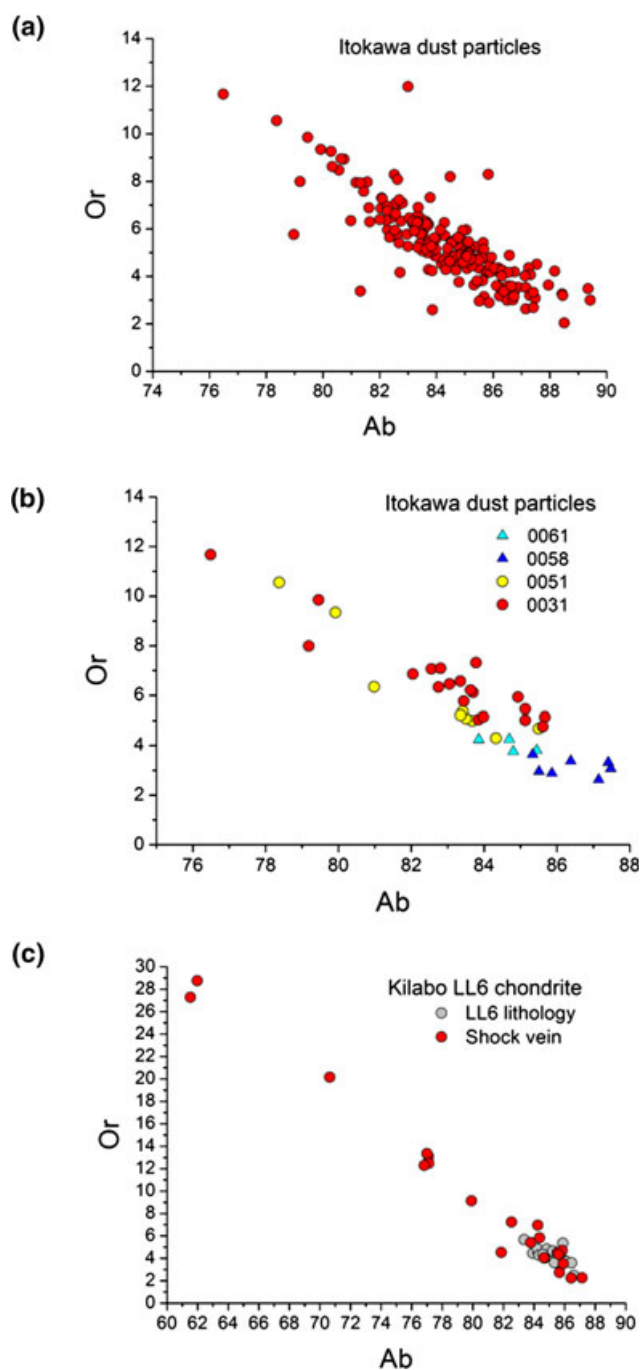 (a)
Itokawa dust particles
14
12
10
8
6
4
2
0
Or
74 76 78 80 82 84 86 88 90
Ab
(b)
Itokawa dust particles
0061
0058
0051
0031
14
12
10
8
6
4
2
0
Or
76 78 80 82 84 86 88
Ab
(c)
Kilabo LL6 chondrite
LL6 lithology
Shock vein
30
28
26
24
22
20
18
16
14
12
10
8
6
4
2
0
Or
60 62 64 66 68 70 72 74 76 78 80 82 84 86 88 90
Ab